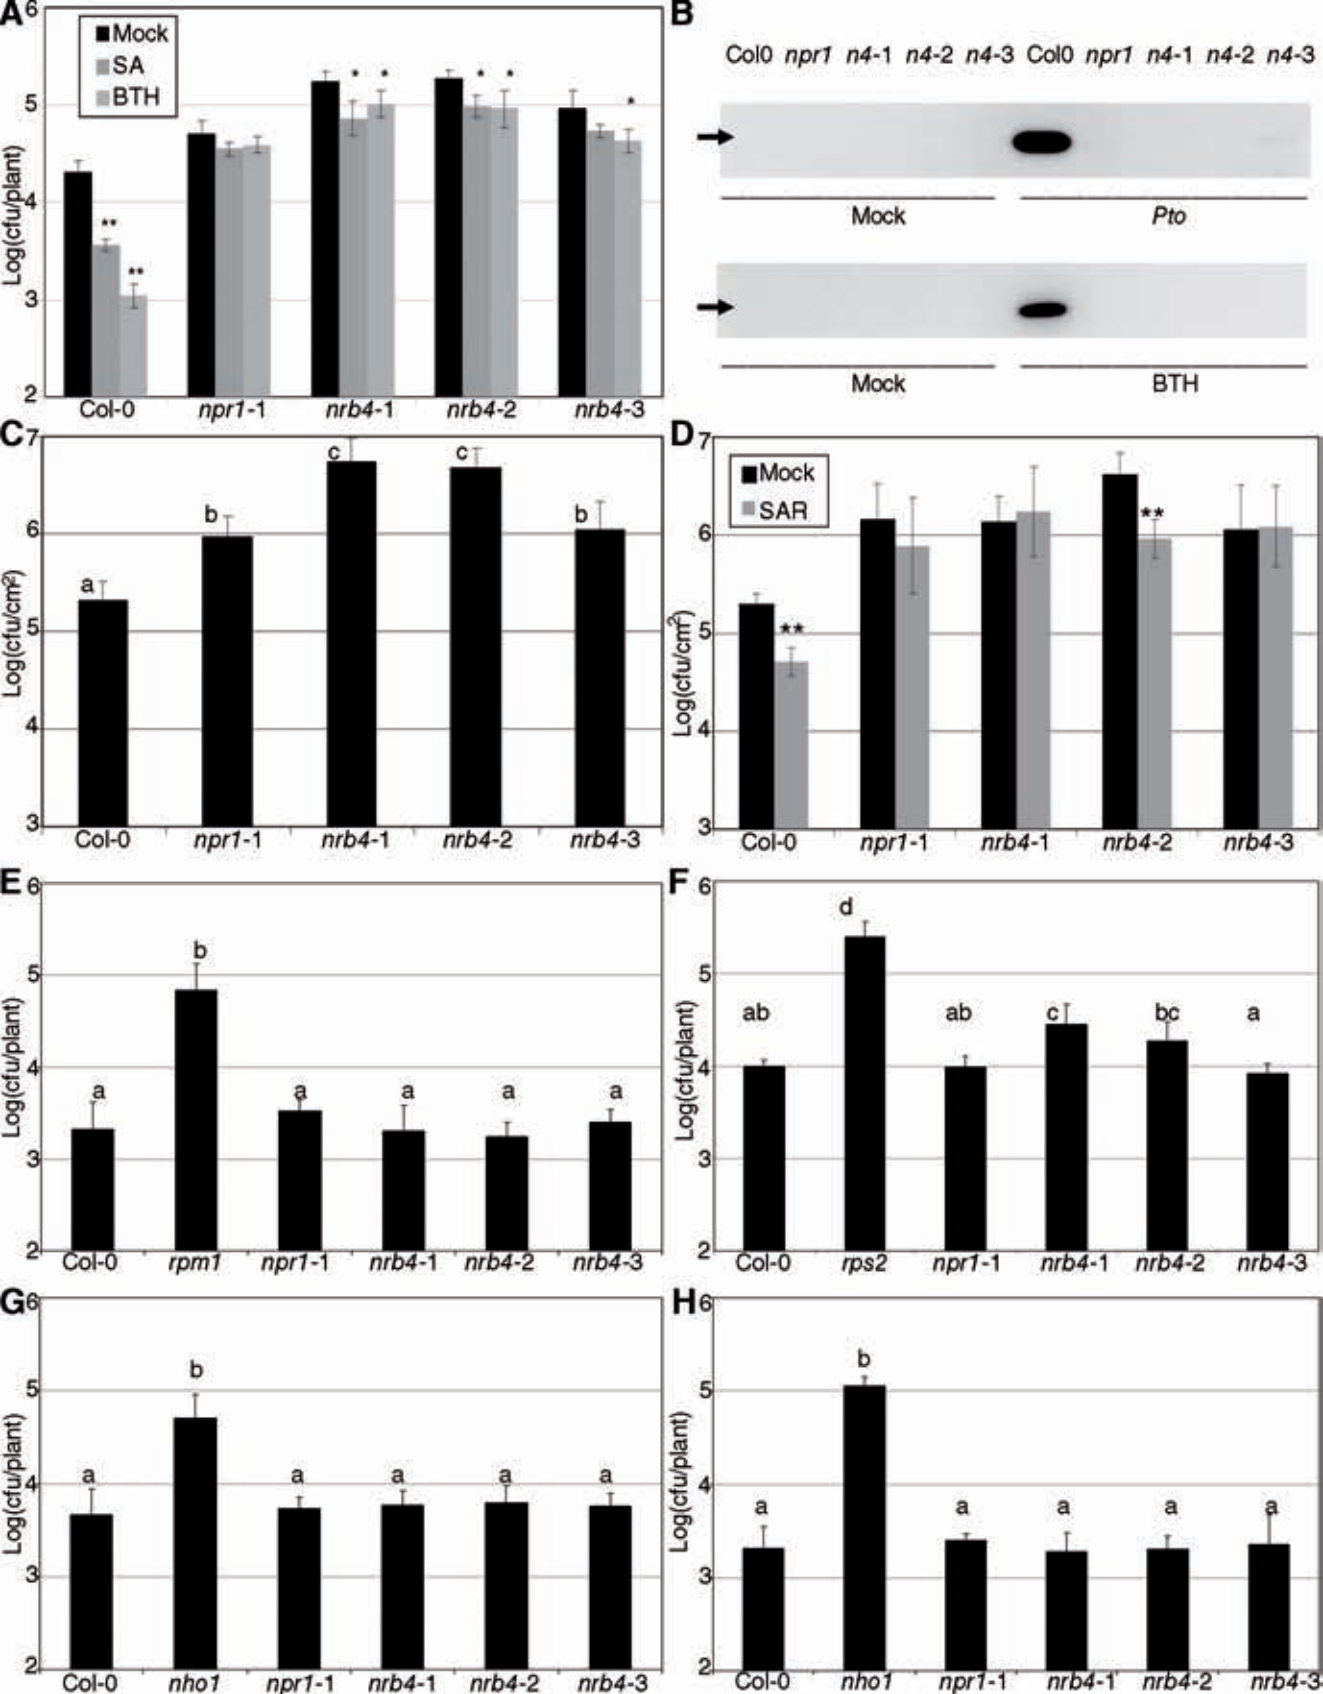 A
6
5
4
3
2
Log(cfu/plant)
Mock
SA
BTH
** **
* *
* *
*
Col-0 npr1-1 nrb4-1 nrb4-2 nrb4-3
B
Col0 npr1 n4-1 n4-2 n4-3 Col0 npr1 n4-1 n4-2 n4-3
Mock Pto
Mock BTH
C
7
6
5
4
3
Log(cfu/cm2)
a b c c b
Col-0 npr1-1 nrb4-1 nrb4-2 nrb4-3
D
7
6
5
4
3
Log(cfu/cm2)
Mock
SAR
** **
Col-0 npr1-1 nrb4-1 nrb4-2 nrb4-3
E
6
5
4
3
2
Log(cfu/plant)
a b a a a a
Col-0 rpm1 npr1-1 nrb4-1 nrb4-2 nrb4-3
F
6
5
4
3
2
Log(cfu/plant)
ab d ab c bc a
Col-0 rps2 npr1-1 nrb4-1 nrb4-2 nrb4-3
G
6
5
4
3
2
Log(cfu/plant)
a b a a a a
Col-0 nho1 npr1-1 nrb4-1 nrb4-2 nrb4-3
H
6
5
4
3
2
Log(cfu/plant)
a b a a a a
Col-0 nho1 npr1-1 nrb4-1 nrb4-2 nrb4-3